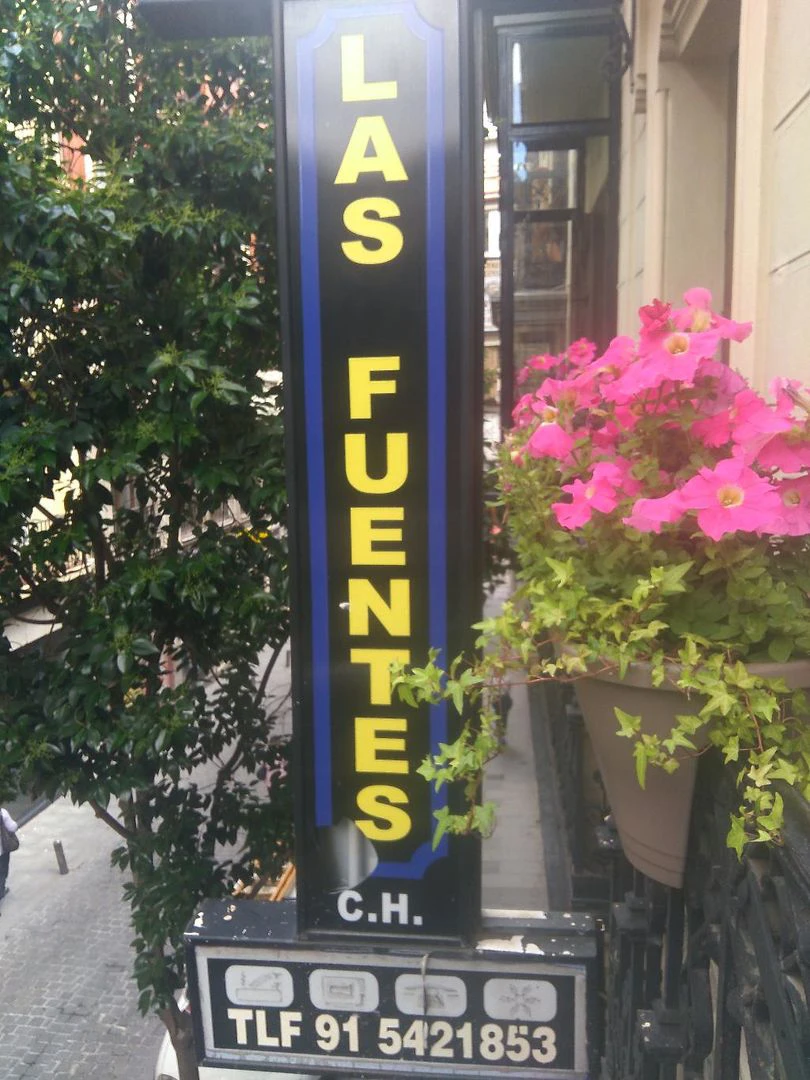 LAS FUENTES
C.H.
TLF 91 5421853